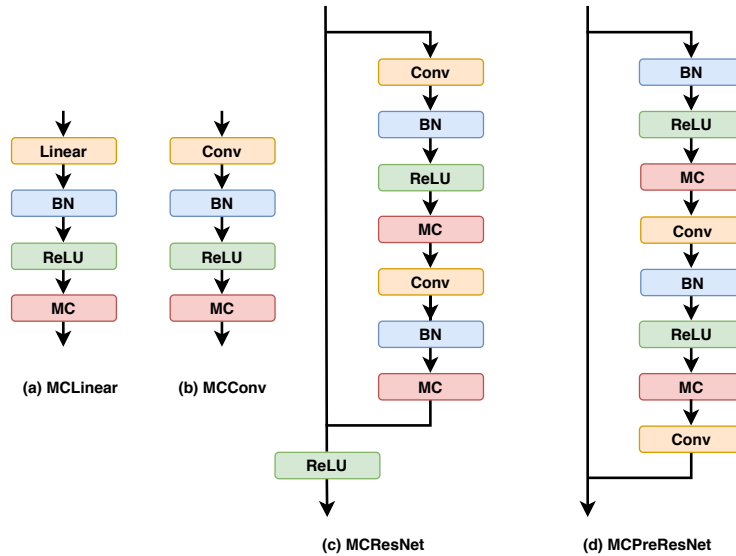 Linear
BN
ReLU
MC
(a) MCLinear
Conv
BN
ReLU
MC
(b) MCConv
Conv
BN
ReLU
MC
Conv
BN
MC
ReLU
(c) MCResNet
BN
ReLU
MC
Conv
BN
ReLU
MC
Conv
(d) MCPreResNet